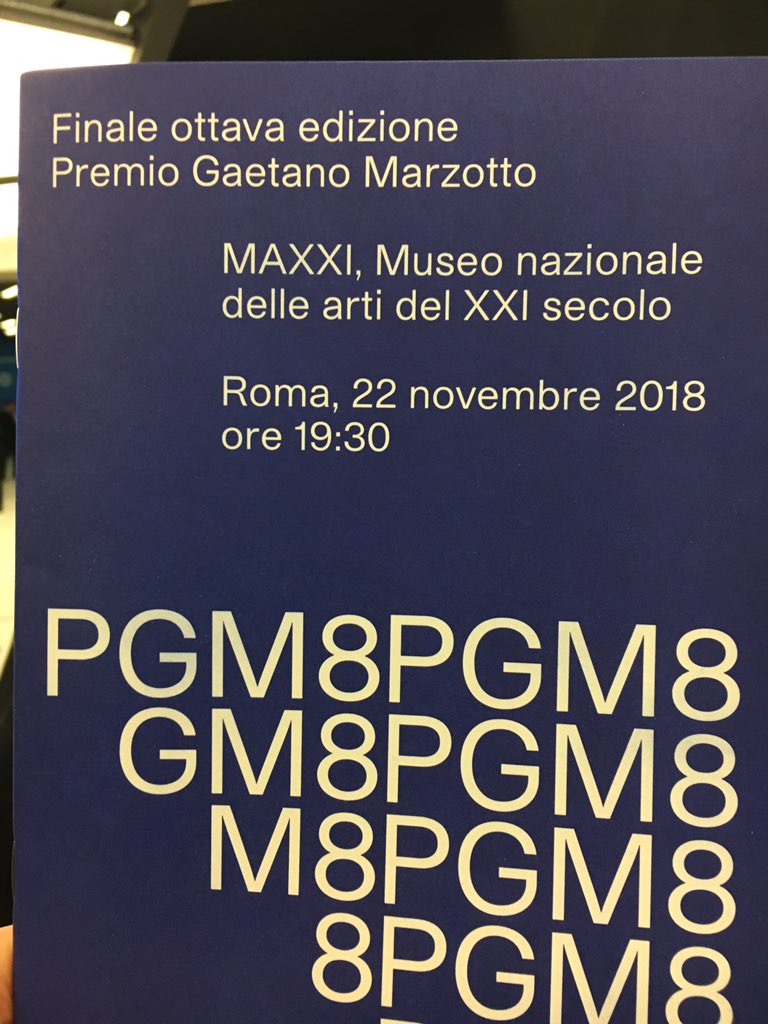 Finale ottava edizione
Premio Gaetano Marzotto
MAXXI, Museo nazionale
delle arti del XXI secolo
Roma, 22 novembre 2018
ore 19:30
PGM8PGM8
GM8PGM8
M8PGM8
8PGM8